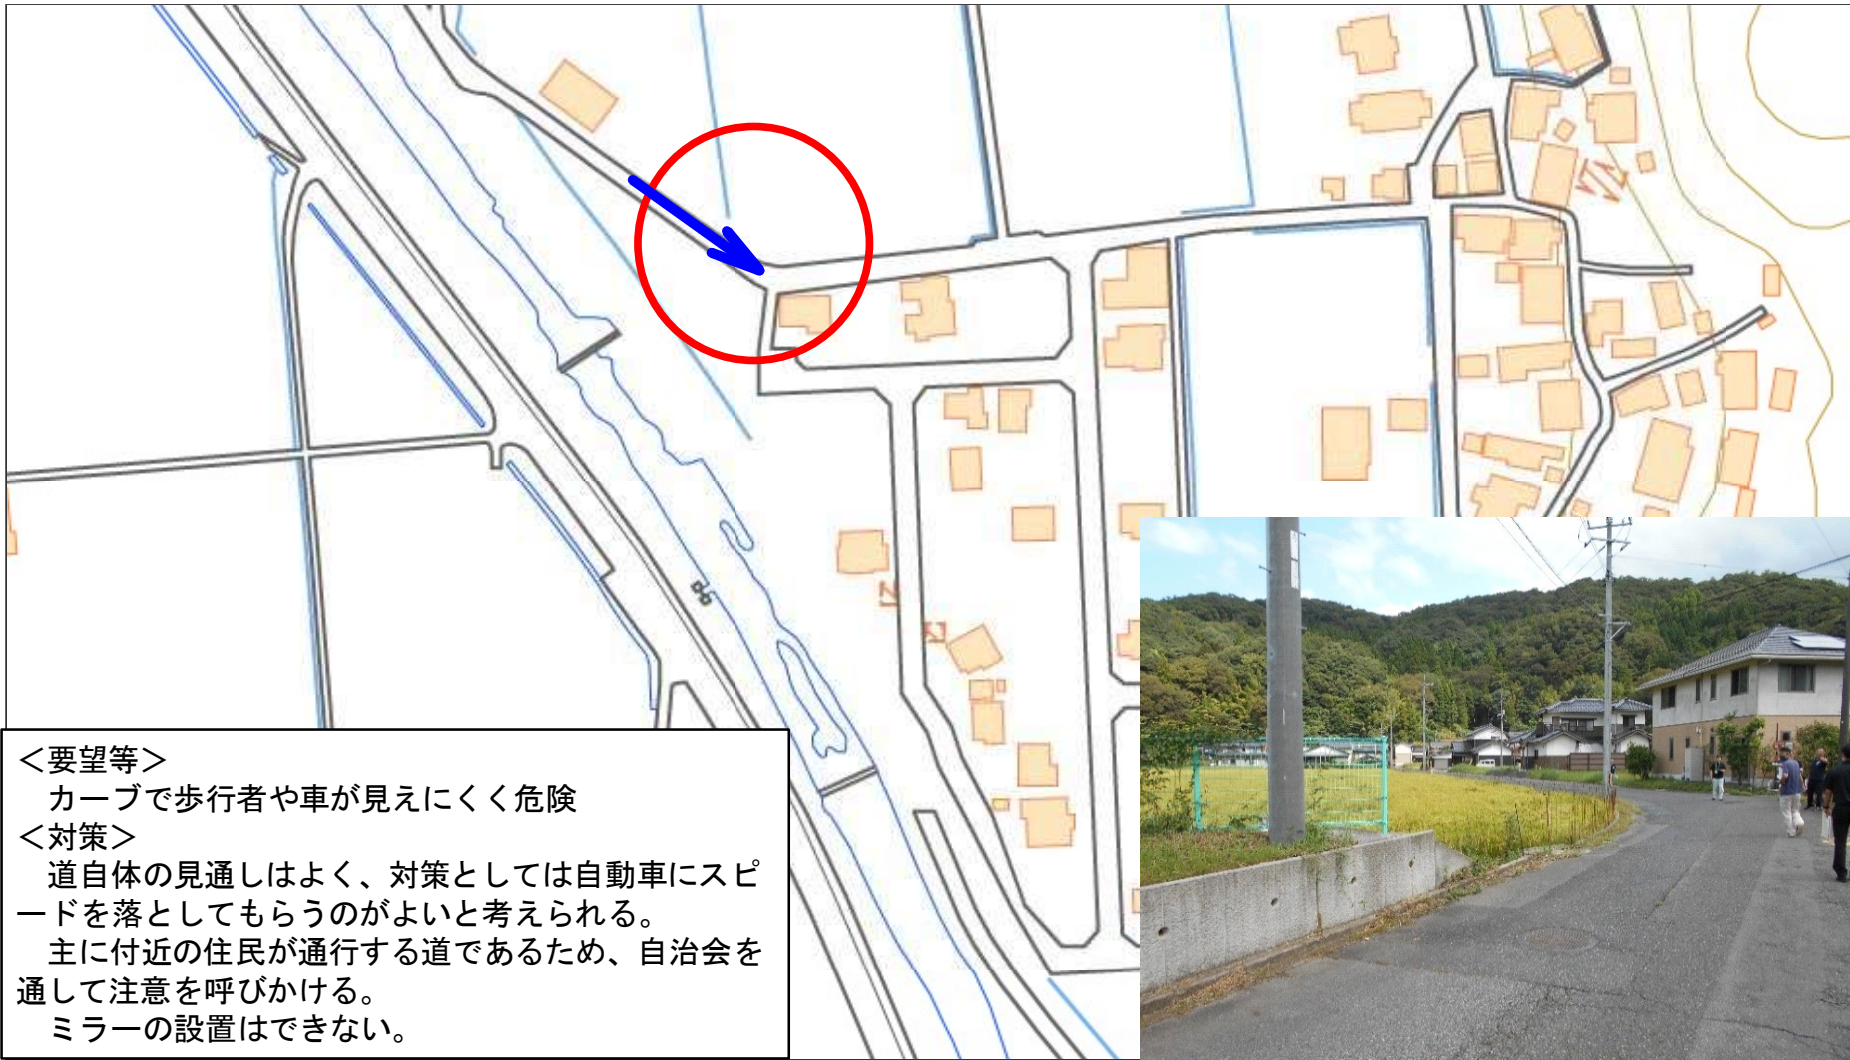 ＜要望等＞
　カーブで歩行者や車が見えにくく危険
＜対策＞
　道自体の見通しはよく、対策としては自動車にスピ
ードを落としてもらうのがよいと考えられる。
　主に付近の住民が通行する道であるため、自治会を
通して注意を呼びかける。
　ミラーの設置はできない。